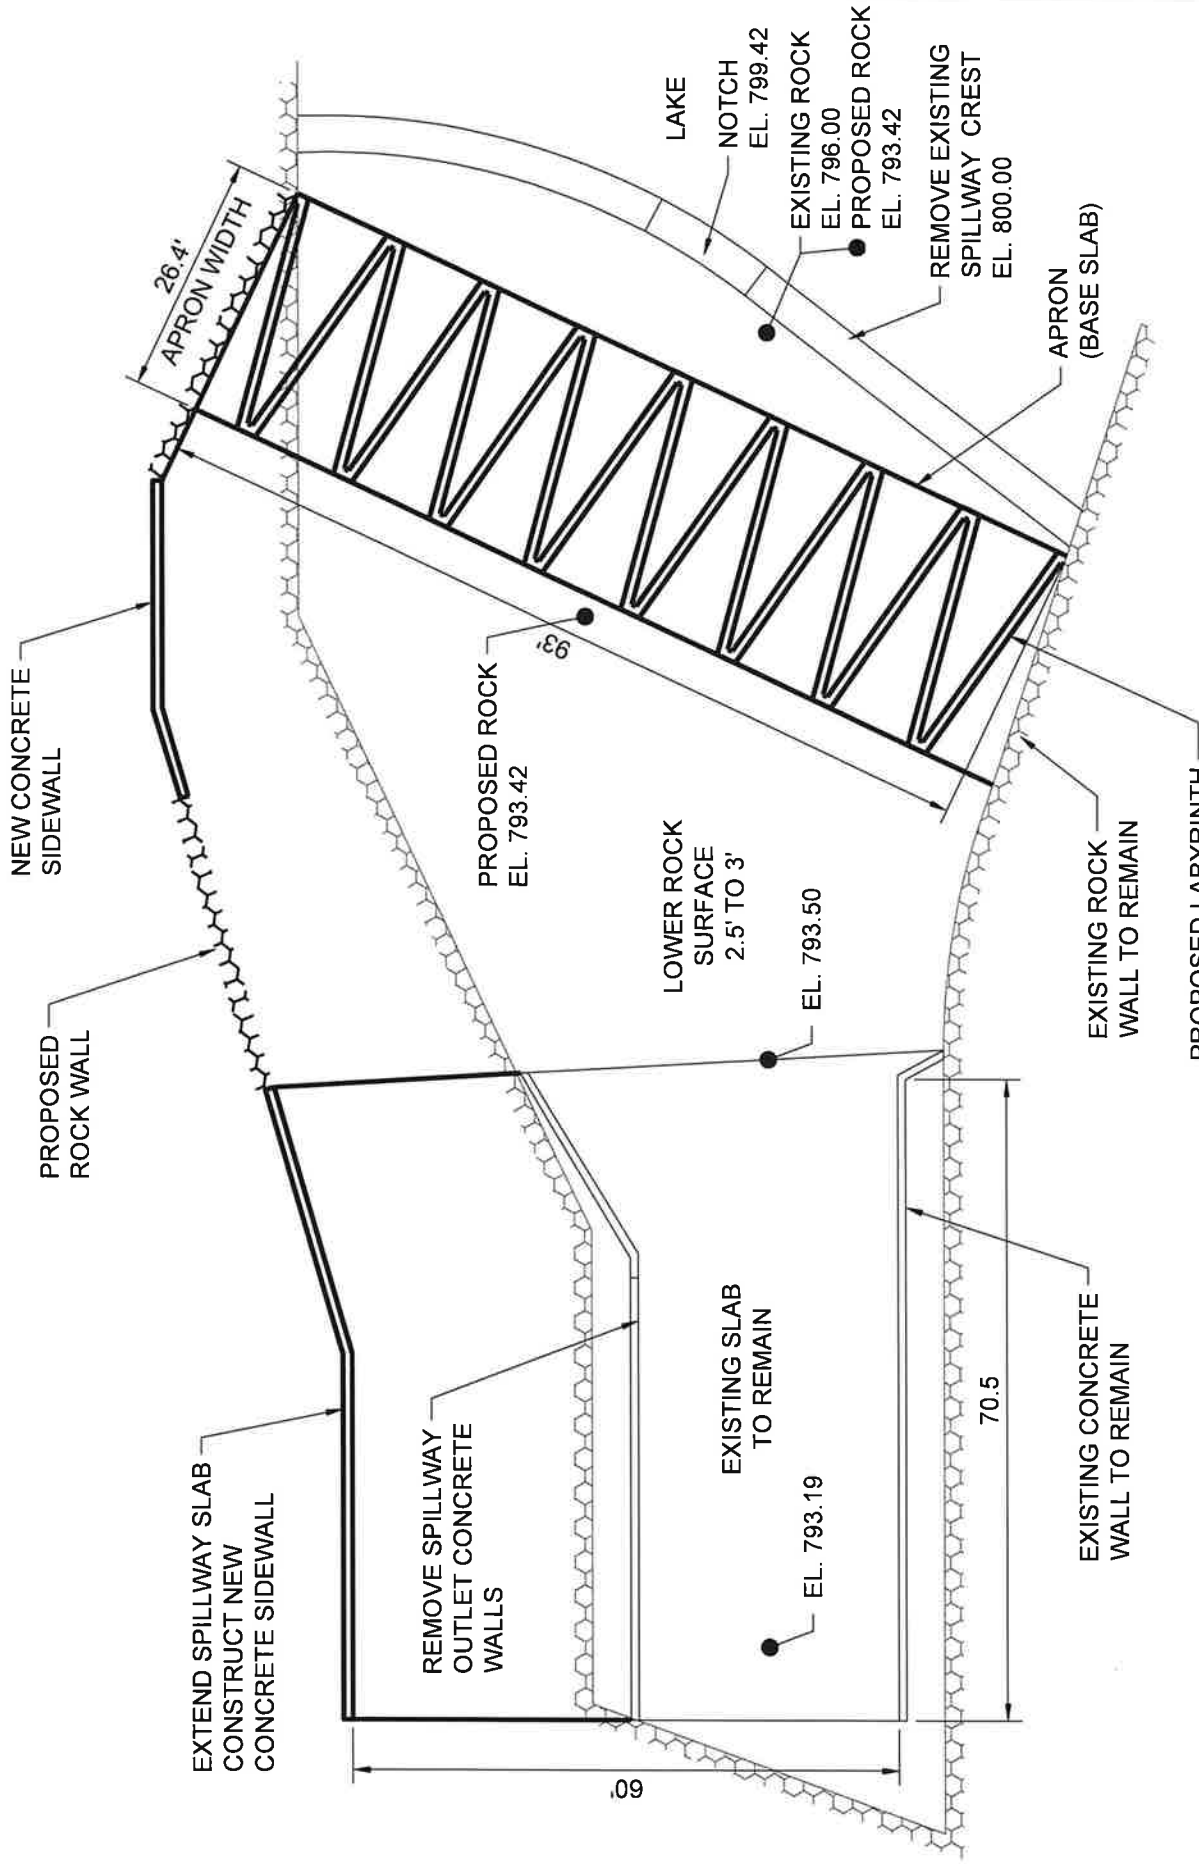 NEW CONCRETE
SIDEWALL
PROPOSED
ROCK WALL
EXTEND SPILLWAY SLAB
CONSTRUCT NEW
CONCRETE SIDEWALL
REMOVE SPILLWAY
OUTLET CONCRETE
WALLS
60'
EL. 793.19
EXISTING SLAB
TO REMAIN
70.5
EXISTING CONCRETE
WALL TO REMAIN
PROPOSED ROCK
EL. 793.42
LOWER ROCK
SURFACE
2.5' TO 3'
EL. 793.50
EXISTING ROCK
WALL TO REMAIN
PROPOSED LABYRINTH
93'
26.4'
APRON WIDTH
LAKE
NOTCH
EL. 799.42
EXISTING ROCK
EL. 796.00
PROPOSED ROCK
EL. 793.42
REMOVE EXISTING
SPILLWAY CREST
EL. 800.00
APRON
(BASE SLAB)